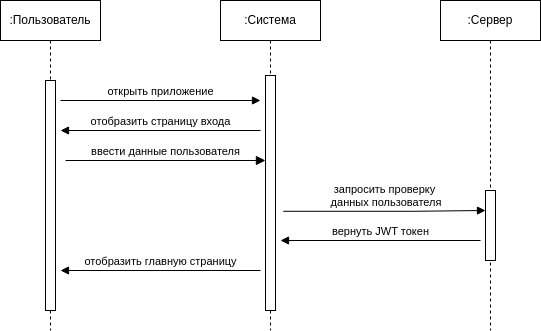 :Пользователь
:Система
:Сервер
открыть приложение
отобразить страницу входа
ввести данные пользователя
запросить проверку
данных пользователя
вернуть JWT токен
отобразить главную страницу